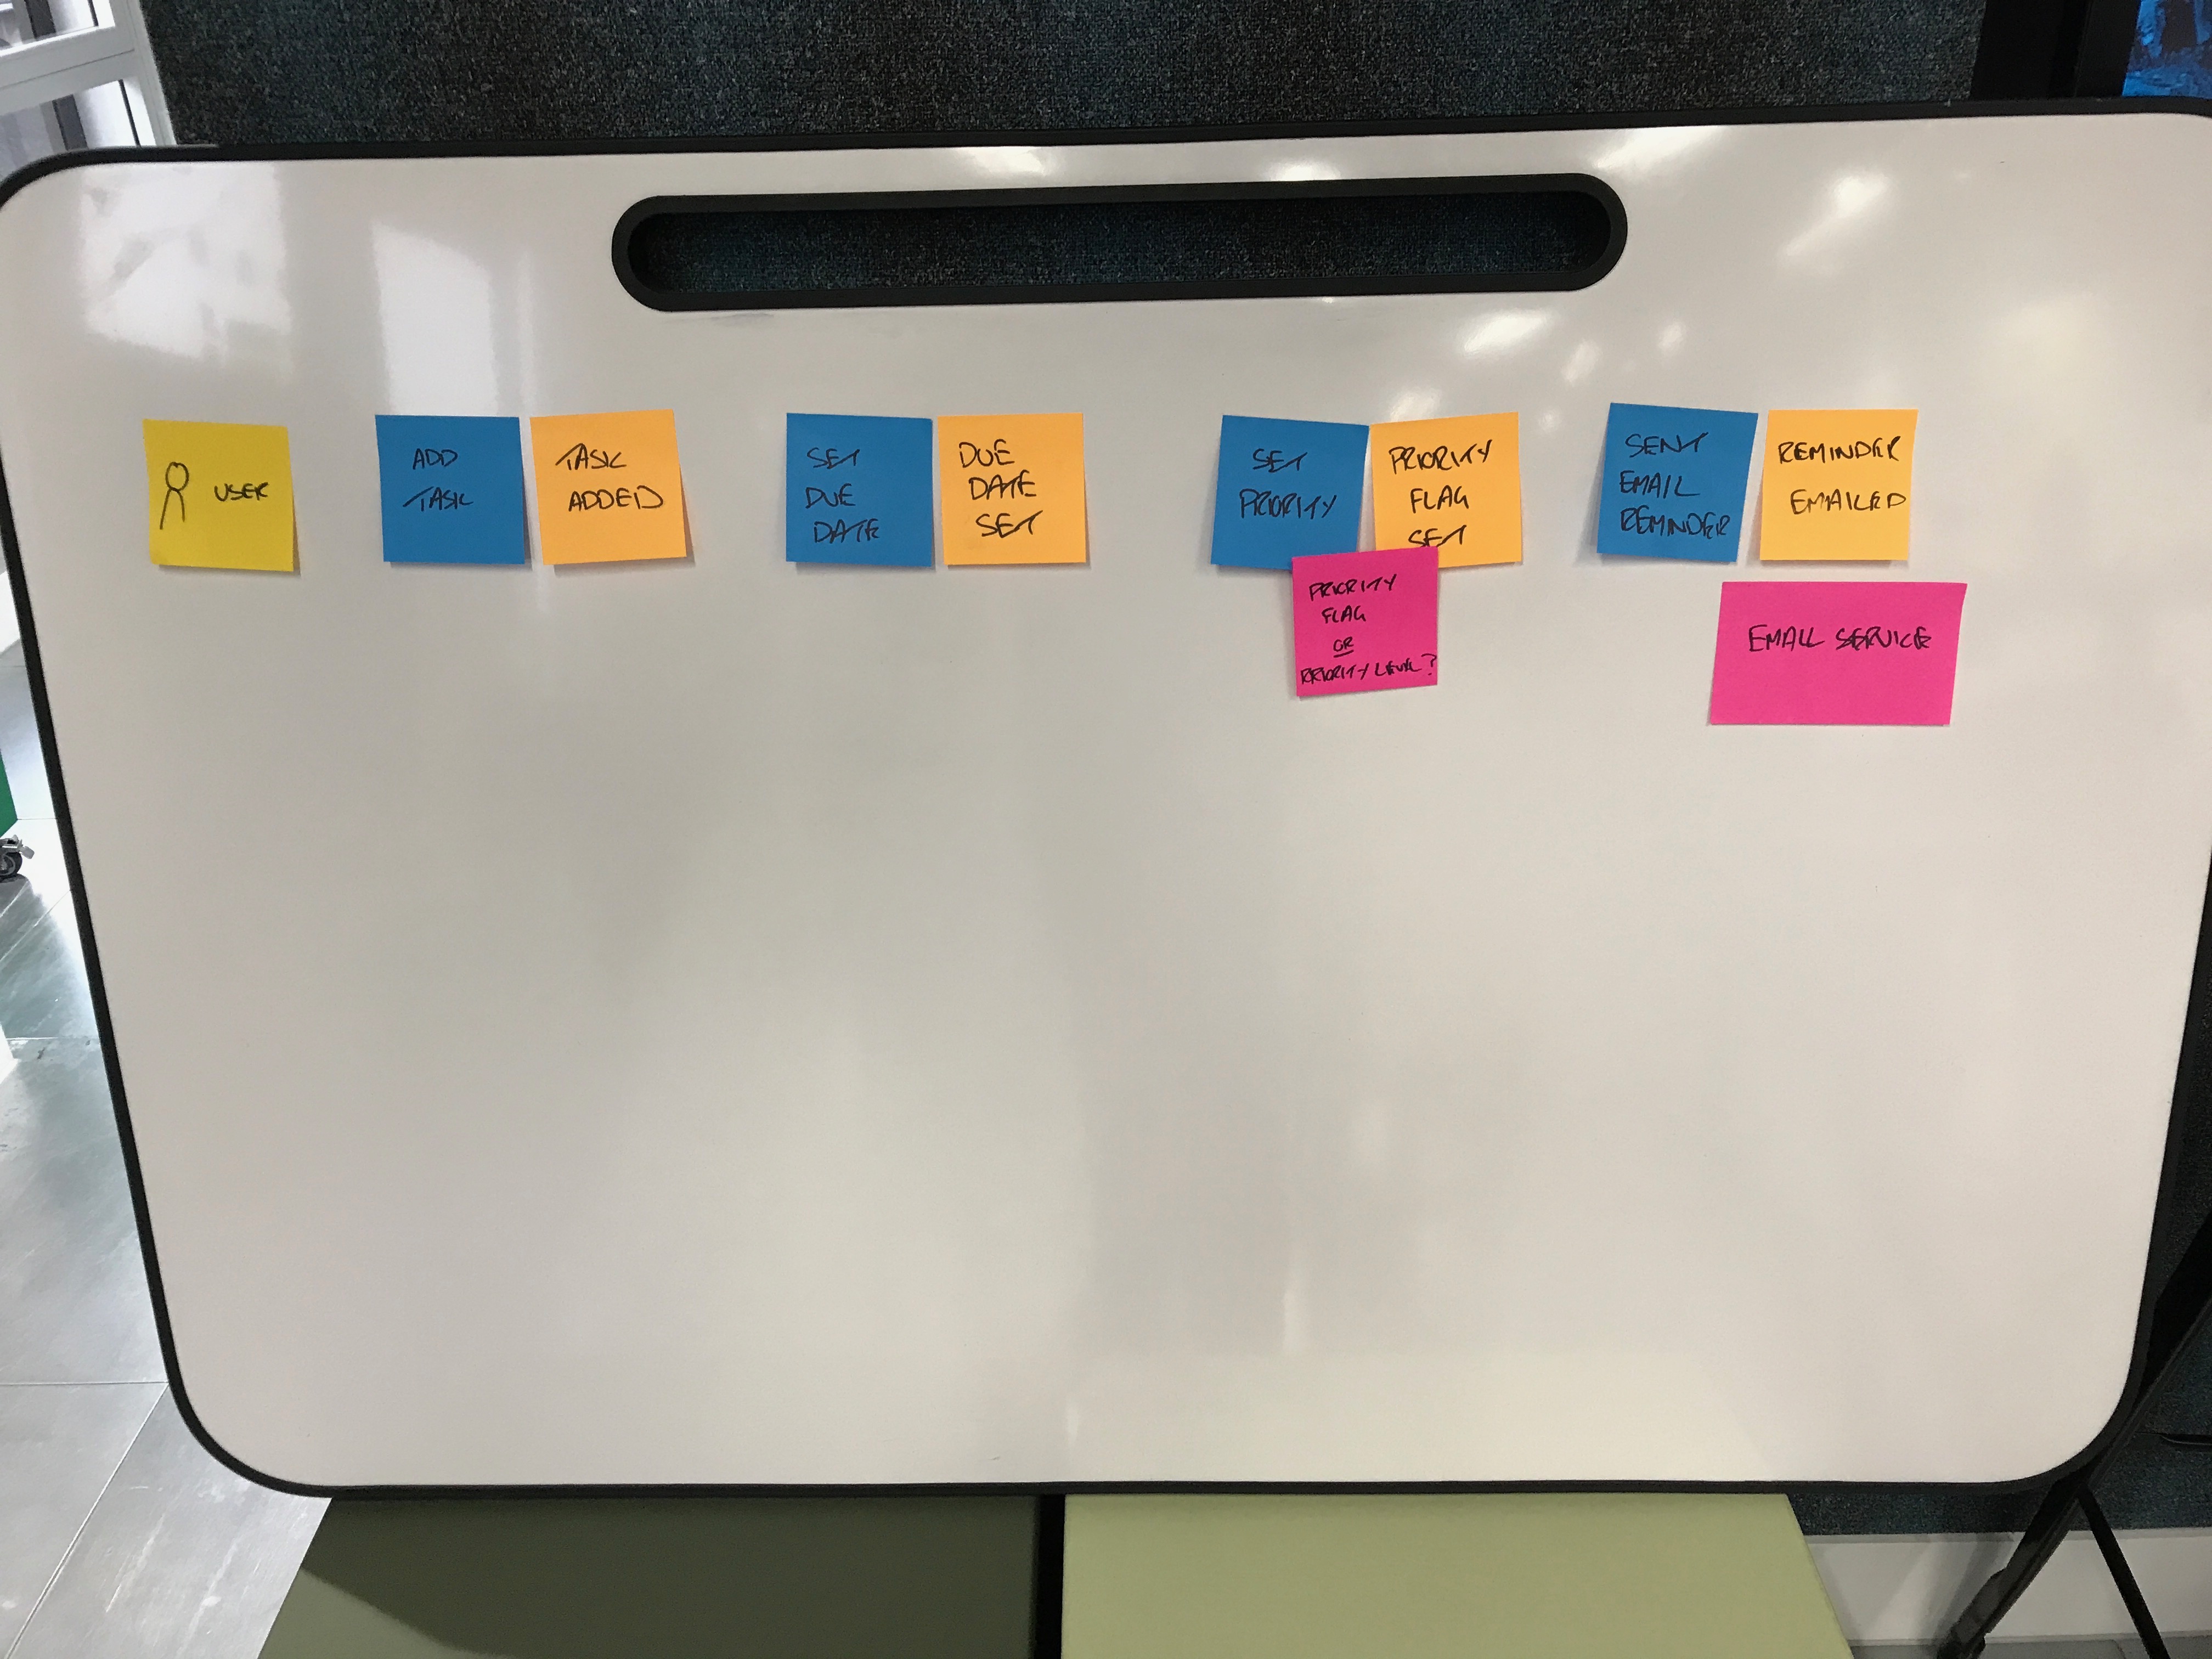 USER
ADD
TASK
TASK
ADDED
SET
DUE
DATE
DUE
DATE
SET
SET
PRIORITY
PRIORITY
FLAG
SET
PRIORITY
FLAG
OR
PRIORITY LEVEL?
SENT
EMAIL
REMINDER
REMINDER
EMAILED
EMAIL SERVICE